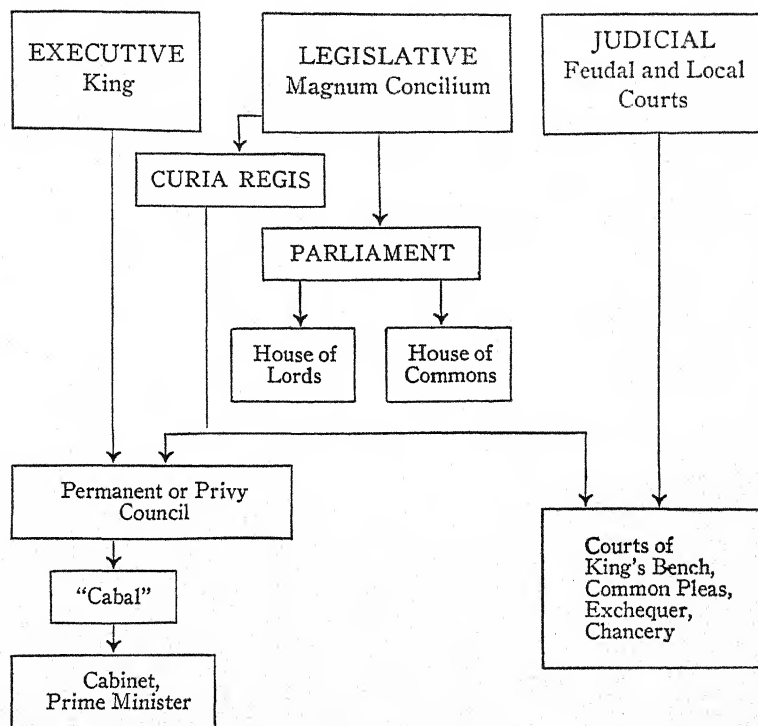 EXECUTIVE
King
LEGISLATIVE
Magnum Concilium
JUDICIAL
Feudal and Local
Courts
CURIA REGIS
PARLIAMENT
House of
Lords
House of
Commons
Permanent or Privy
Council
"Cabal"
Cabinet,
Prime Minister
Courts of
King's Bench,
Common Pleas,
Exchequer,
Chancery